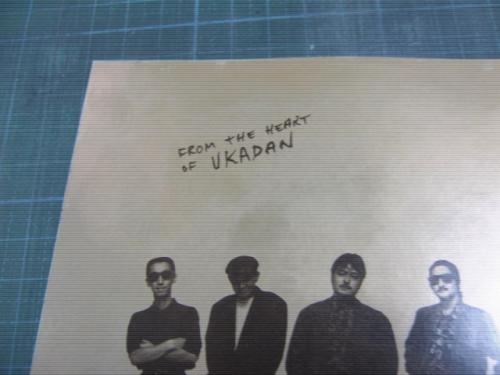 FROM THE HEART
OF UKADAN